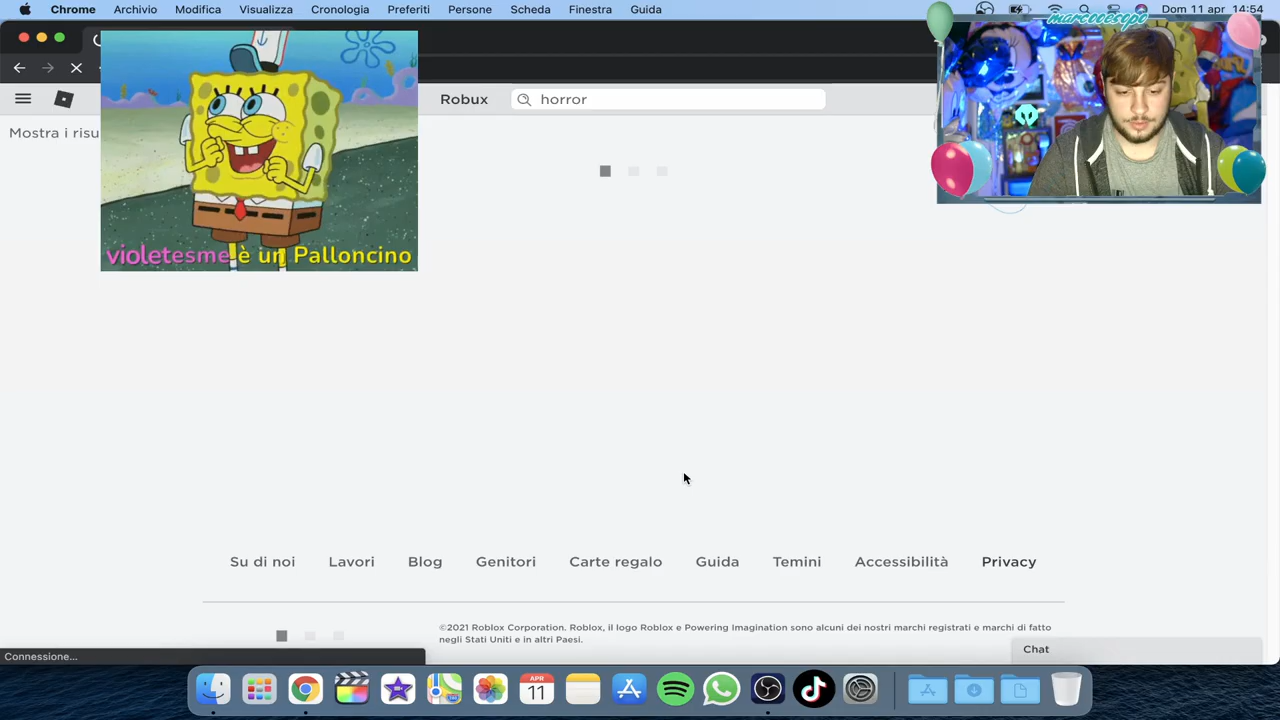 Chrome Archivio Modifica Visualizza Cronologia Preferiti Persone Scheda Finestra Guida Dom 11 apr 14:54
marcooesopo
Robux horror
Mostra i risu
violetesme è un Palloncino
Su di noi Lavori Blog Genitori Carte regalo Guida Temini Accessibilità Privacy
©2021 Roblox Corporation. Roblox, il logo Roblox e Powering Imagination sono alcuni dei nostri marchi registrati e marchi di fatto
negli Stati Uniti e in altri Paesi.
Chat
Connessione...
APR
11